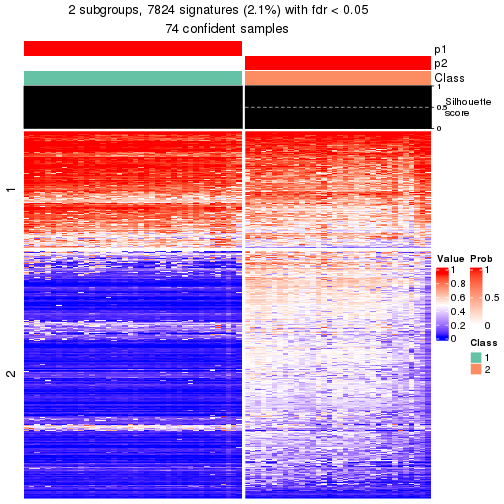 2 subgroups, 7824 signatures (2.1%) with fdr < 0.05
74 confident samples
p1
p2
Class
1
0.5
0
Silhouette
score
1
2
Value
1
0.8
0.6
0.4
0.2
0
Prob
1
0.5
0
Class
1
2